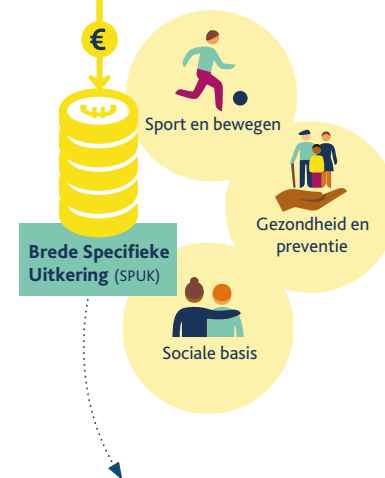 €
Sport en bewegen
Gezondheid en
preventie
Brede Specifieke
Uitkering (SPUK)
Sociale basis